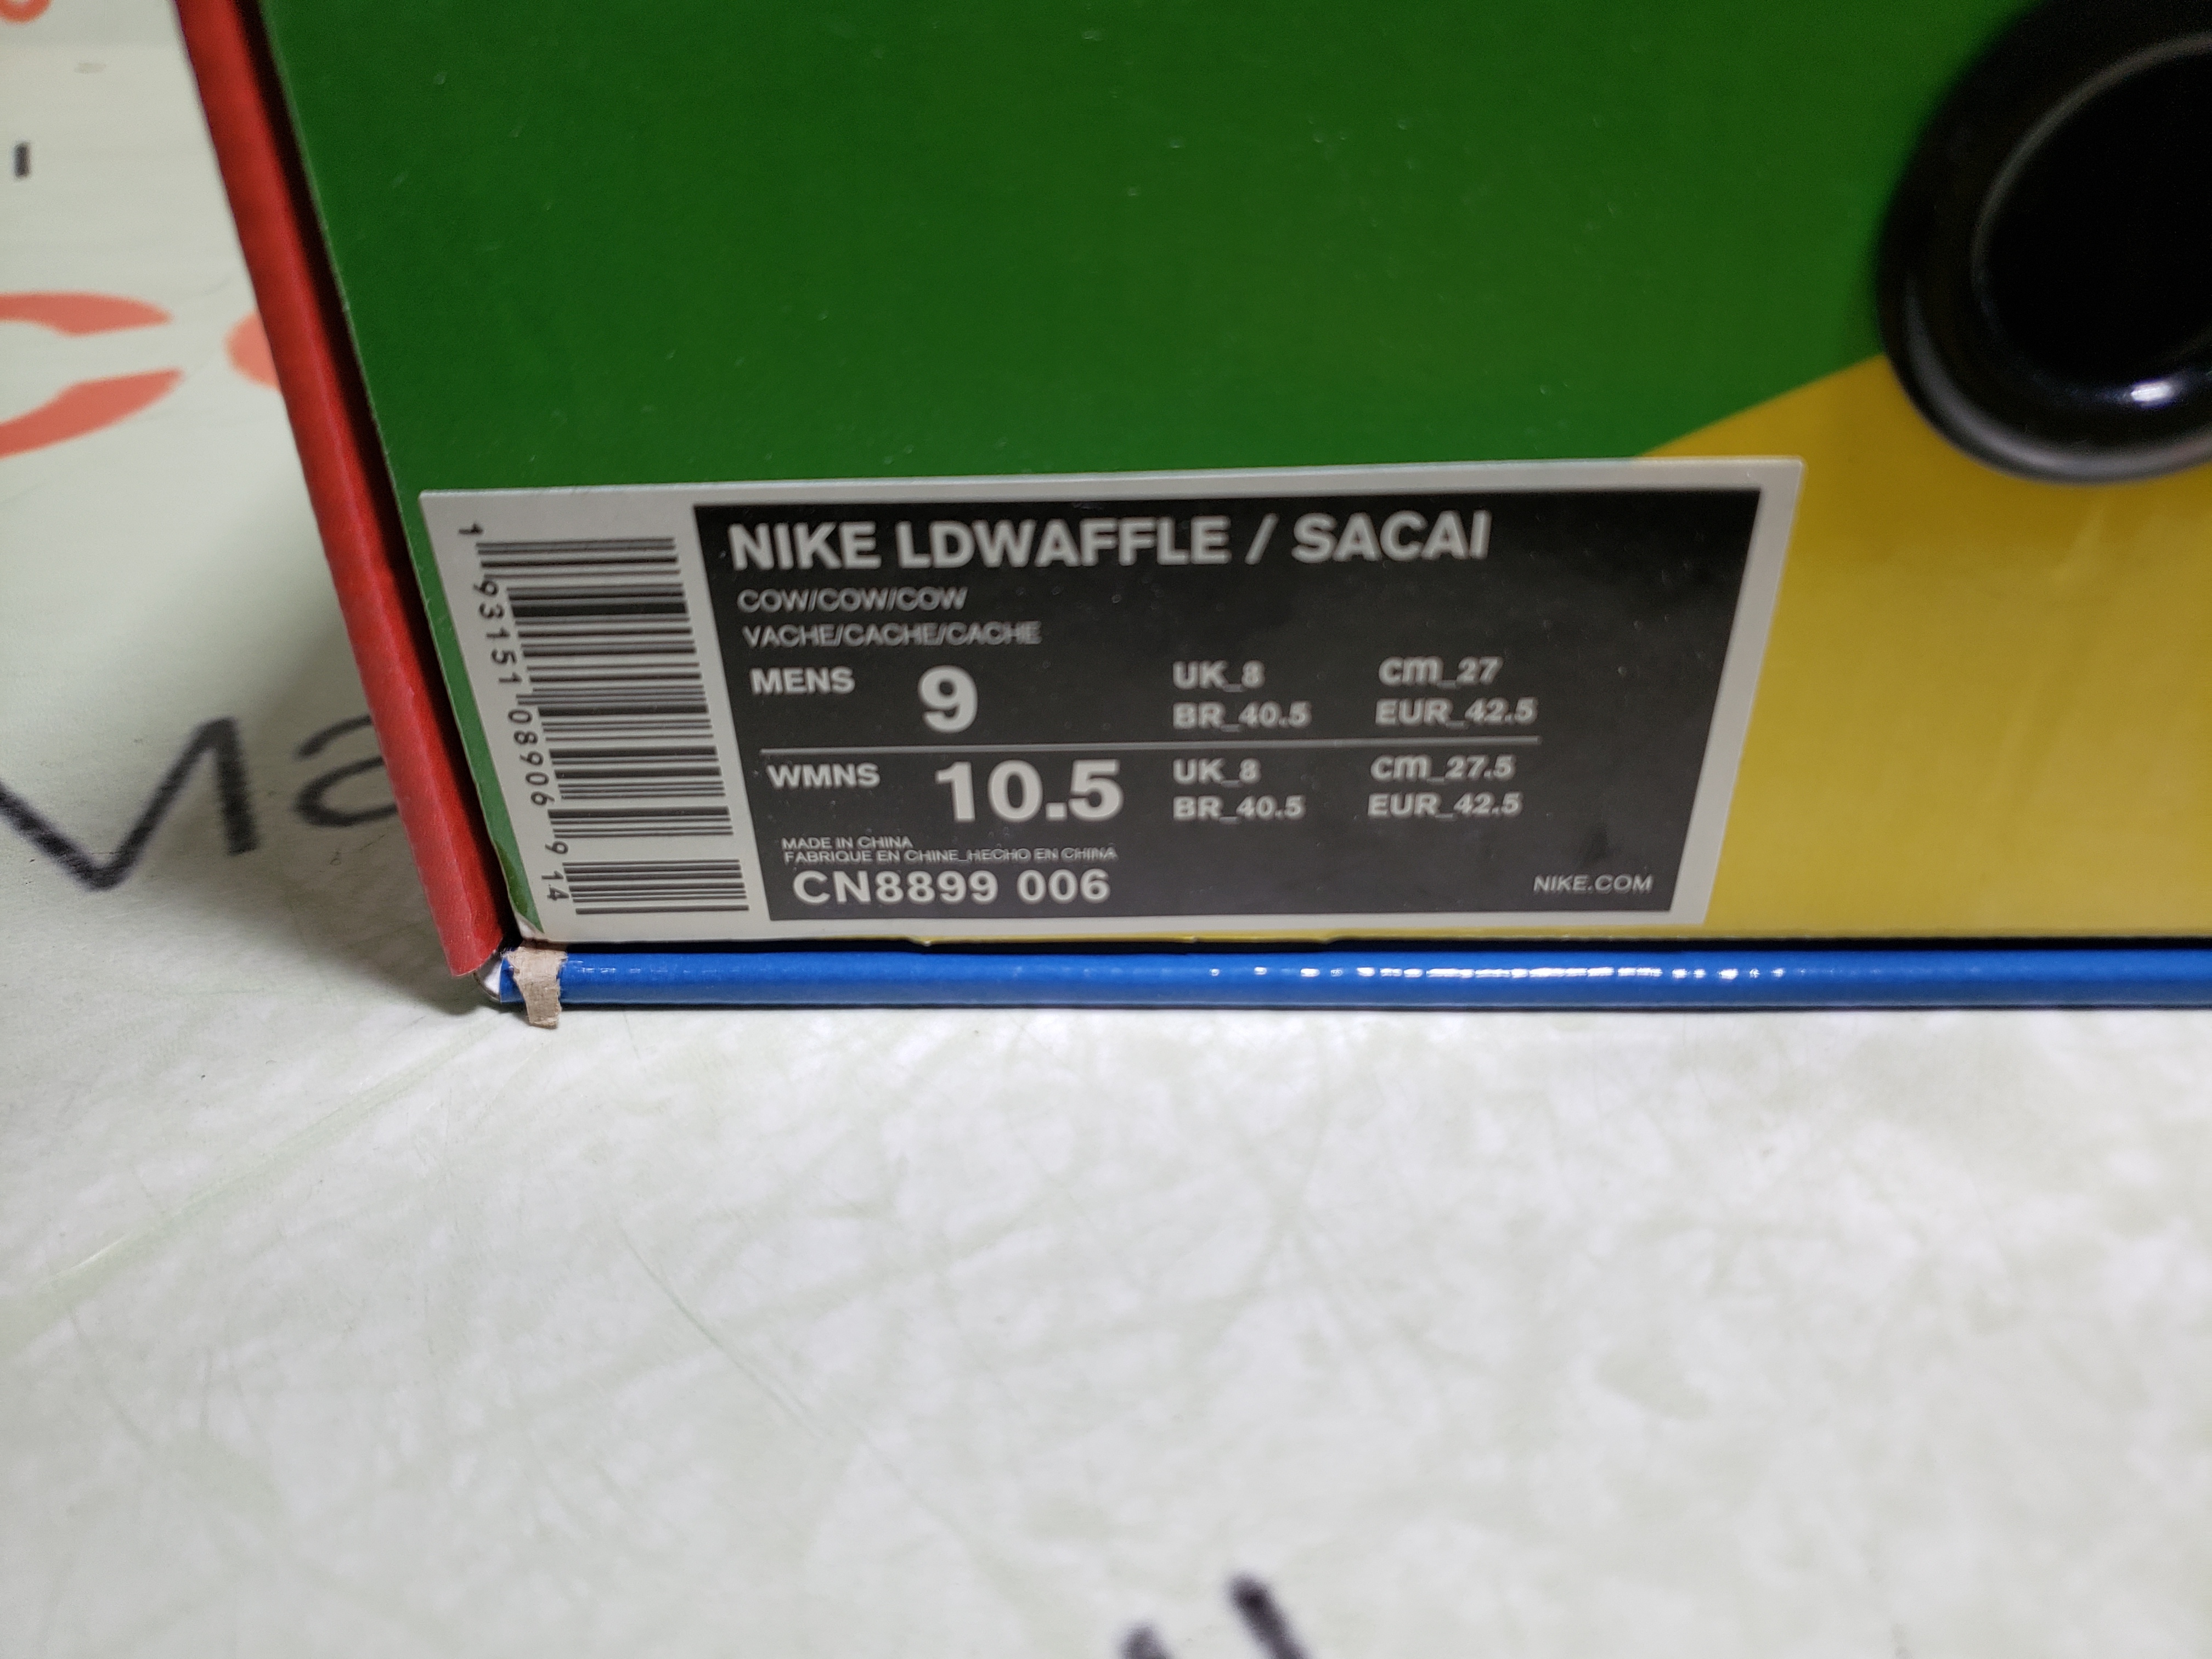 NIKE LDWAFFLE / SACAI
COW/COW/COW
VACHE/CACHE/CACHE
MENS 9 UK_8 cm_27
BR_40.5 EUR_42.5
WMNS 10.5 UK_8 cm_27.5
BR_40.5 EUR_42.5
MADE IN CHINA
FABRIQUE EN CHINE_HECHO EN CHINA
CN8899 006
NIKE.COM
1 93151 08906 9 14